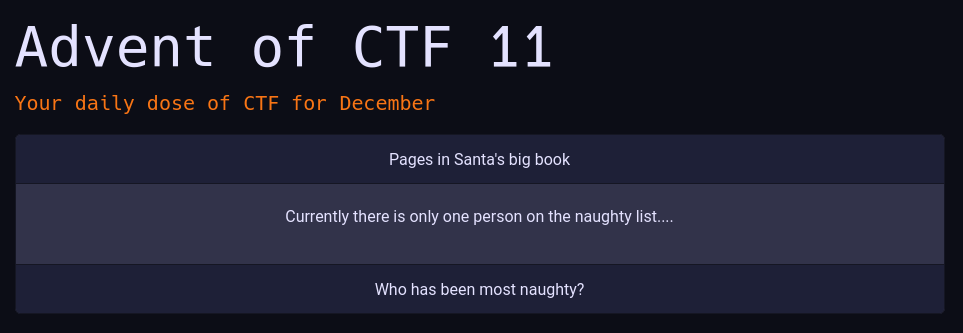 Advent of CTF 11
Your daily dose of CTF for December
Pages in Santa's big book
Currently there is only one person on the naughty list....
Who has been most naughty?